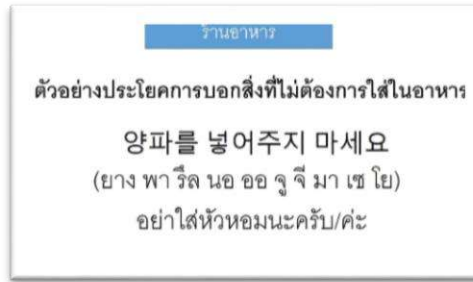 ร้านอาหาร
ตัวอย่างประโยคการบอกสิ่งที่ไม่ต้องการใส่ในอาหาร
양파를 넣어주지 마세요
(ยาง พา รึล นอ ออ จู จี มา เซ โย)
อย่าใส่หัวหอมนะครับ/ค่ะ